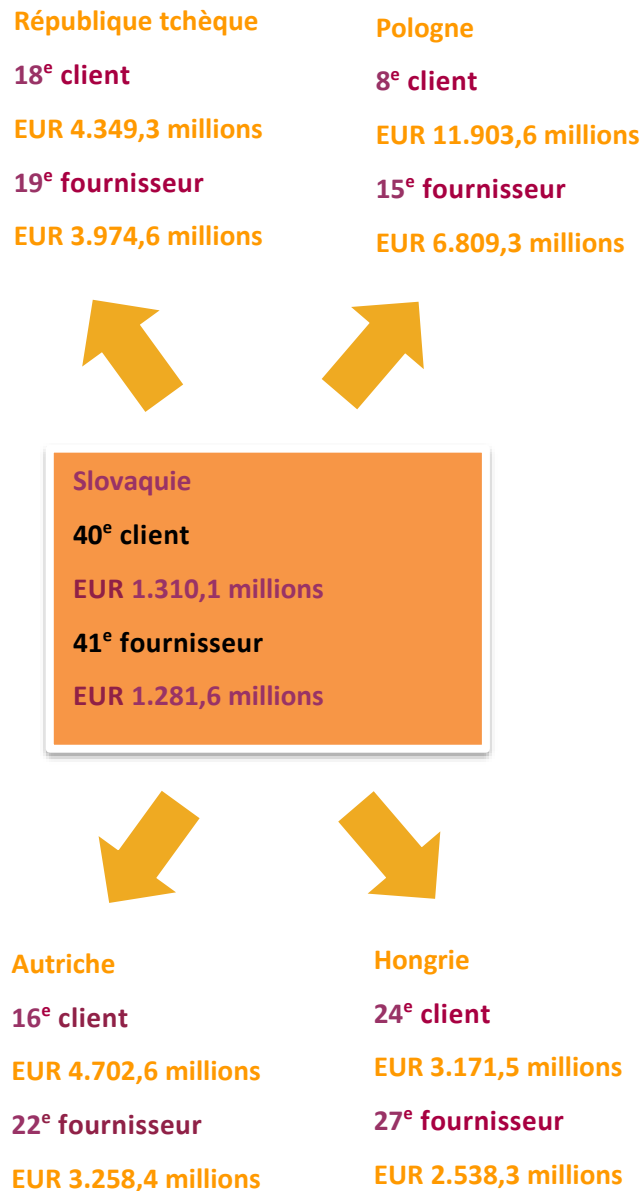 République tchèque
18e client
EUR 4.349,3 millions
19e fournisseur
EUR 3.974,6 millions
Pologne
8e client
EUR 11.903,6 millions
15e fournisseur
EUR 6.809,3 millions
Slovaquie
40e client
EUR 1.310,1 millions
41e fournisseur
EUR 1.281,6 millions
Autriche
16e client
EUR 4.702,6 millions
22e fournisseur
EUR 3.258,4 millions
Hongrie
24e client
EUR 3.171,5 millions
27e fournisseur
EUR 2.538,3 millions